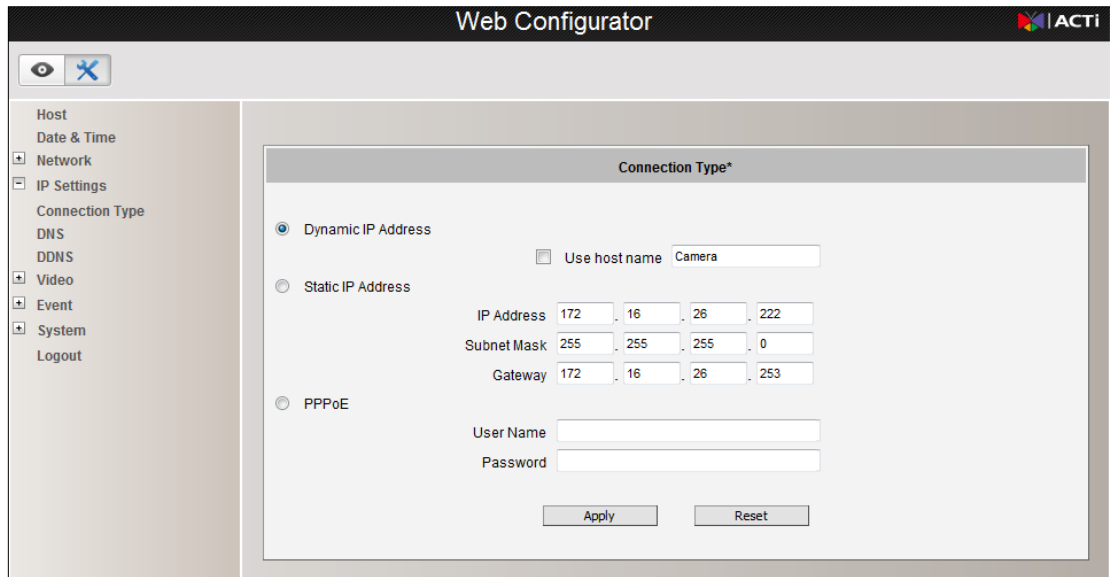 Web Configurator
ACTi
Host
Date & Time
Network
IP Settings
Connection Type
DNS
DDNS
Video
Event
System
Logout
Connection Type*
Dynamic IP Address
Use host name Camera
Static IP Address
IP Address 172 . 16 . 26 . 222
Subnet Mask 255 . 255 . 255 . 0
Gateway 172 . 16 . 26 . 253
PPPoE
User Name
Password
Apply Reset